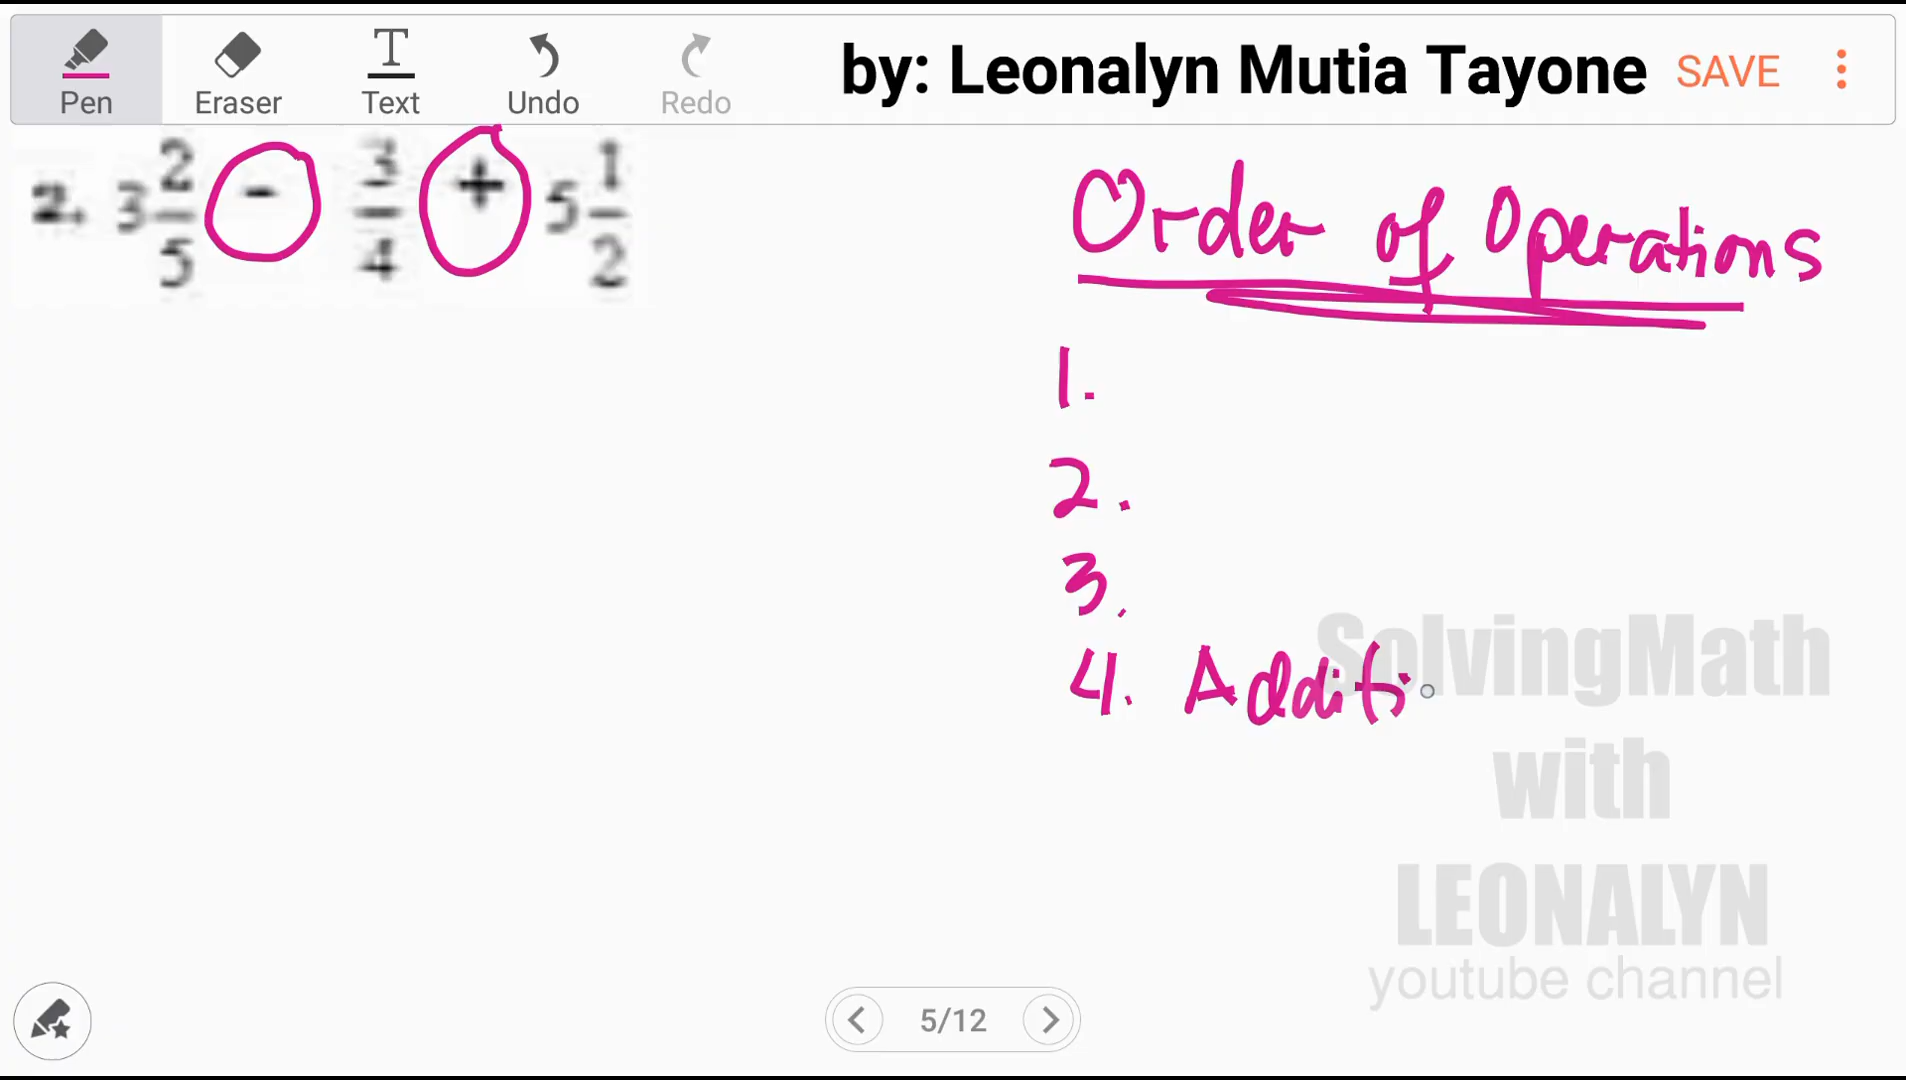 Pen
Eraser
Text
Undo
Redo
by: Leonalyn Mutia Tayone
SAVE
2. 3 2/5 - 3/4 + 5 1/2
Order of Operations
1.
2.
3.
4. Additi
SolvingMath
with
LEONALYN
youtube channel
5/12